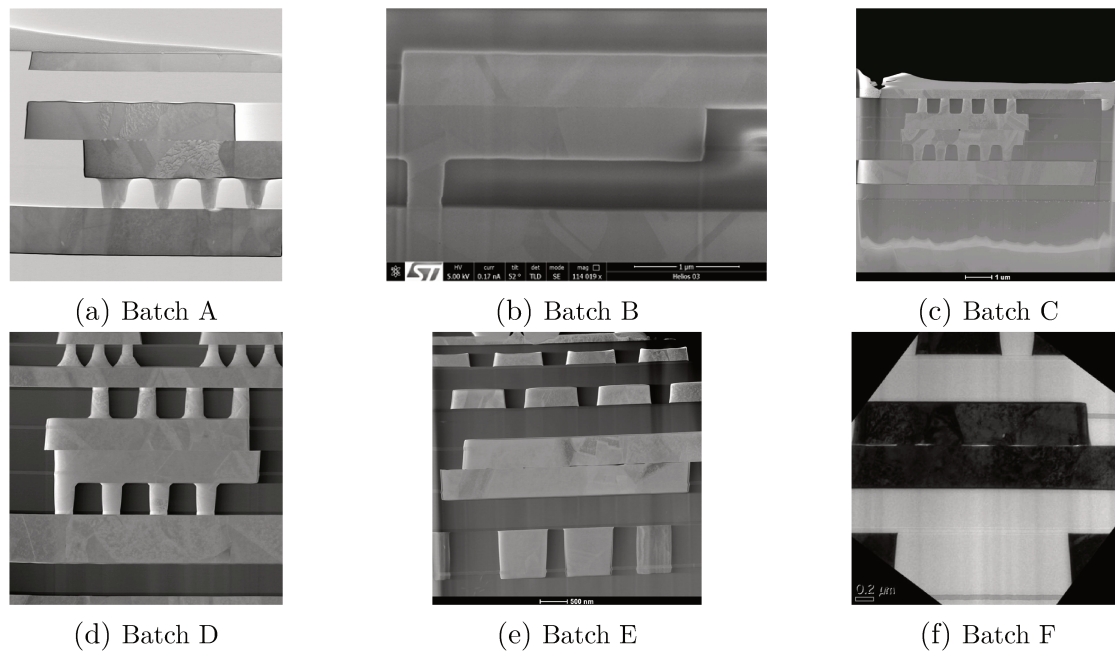 ST
HV curr tilt det mode mag □ 1 µm
5.00 kV 0.17 nA 52 ° TLD SE 114 019 x Helios 03
1 um
(a) Batch A
(b) Batch B
(c) Batch C
500 nm
0.2 µm
(d) Batch D
(e) Batch E
(f) Batch F